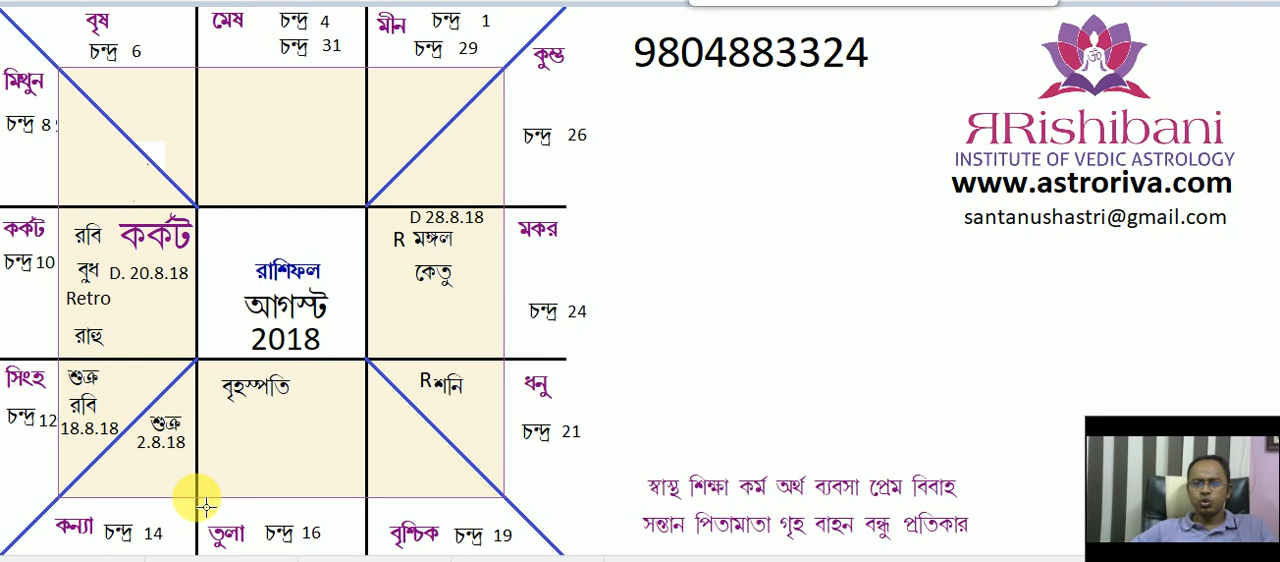 বৃষ
চন্দ্র 6
মেষ চন্দ্র 4
চন্দ্র 31
মীন চন্দ্র 1
চন্দ্র 29
কুম্ভ
চন্দ্র 26
মিথুন
চন্দ্র 8
কর্কট
চন্দ্র 10
রবি কর্কট
বুধ D. 20.8.18
Retro
রাহু
রাশিফল
আগস্ট
2018
D 28.8.18
R মঙ্গল
কেতু
মকর
চন্দ্র 24
সিংহ
চন্দ্র 12
শুক্র
রবি
18.8.18
শুক্র
2.8.18
বৃহস্পতি
R শনি
ধনু
চন্দ্র 21
কন্যা চন্দ্র 14
তুলা চন্দ্র 16
বৃশ্চিক চন্দ্র 19
9804883324
ЯRishibani
INSTITUTE OF VEDIC ASTROLOGY
www.astroriva.com
santanushastri@gmail.com
স্বাস্থ শিক্ষা কর্ম অর্থ ব্যবসা প্রেম বিবাহ
সন্তান পিতামাতা গৃহ বাহন বন্ধু প্রতিকার